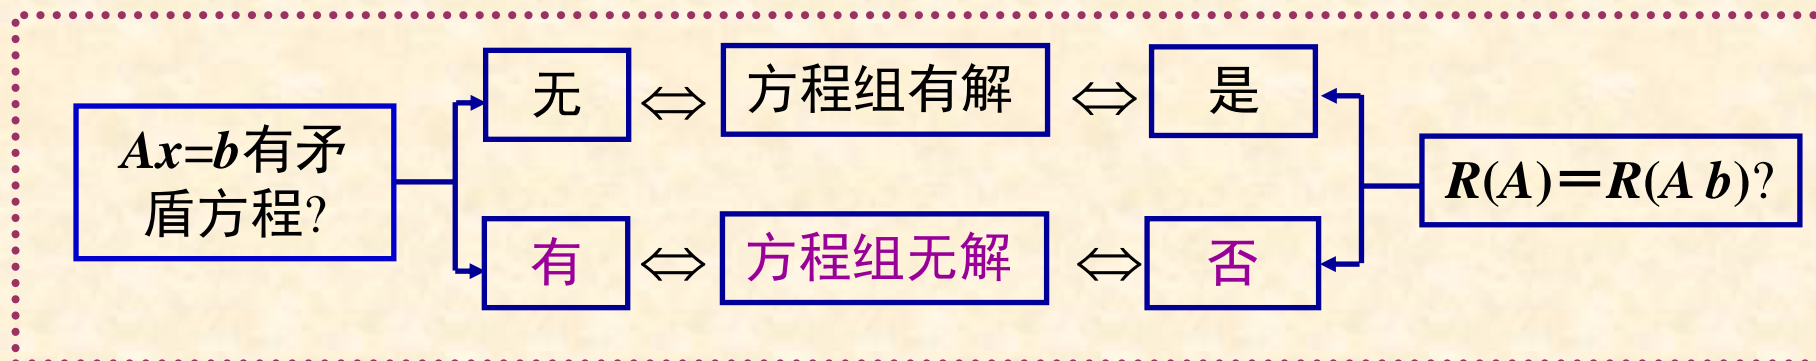 Ax=b有矛
盾方程?
无 ⇔ 方程组有解 ⇔ 是
有 ⇔ 方程组无解 ⇔ 否
R(A)=R(A b)?